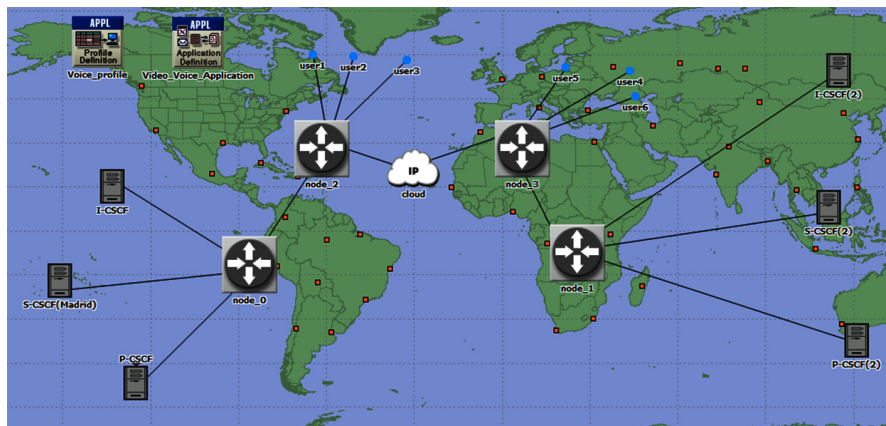 APPL
Profile
Definition
Voice_profile
APPL
Application
Definition
Video_Voice_Application
user1
user2
user3
user5
user4
user6
I-CSCF(2)
node_2
IP
cloud
node_3
I-CSCF
S-CSCF(2)
node_0
node_1
S-CSCF(Madrid)
P-CSCF
P-CSCF(2)